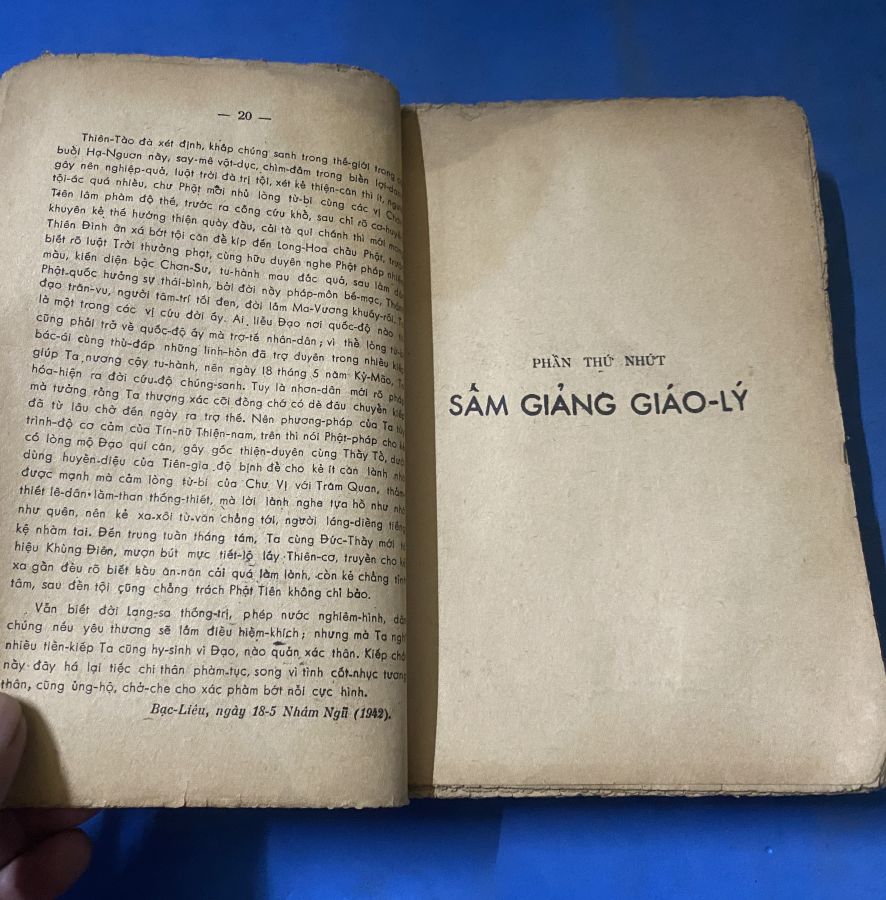 — 20 —
Thiên-Tào đà xét định, khắp chúng sanh trong thế-giới trong
buổi Hạ-Nguơn này, say-mê vật-dục, chìm-đắm trong biển lợi-danh
gây nên nghiệp-quả, luật trời đà trị tội, xét kẻ thiện-căn thì ít,
tội-ác quá nhiều, chư Phật mới nhủ lòng từ-bi cùng các vị
Tiên lâm phàm độ thế, trước ra công cứu khổ, sau chỉ rõ
khuyên kẻ thế hướng thiện quày đầu, cải tà qui chánh thì mới
Thiên Đình ân xá bớt tội căn để kịp đến Long-Hoa chầu Phật,
biết rõ luật Trời thưởng phạt, cùng hữu duyên nghe Phật pháp
mầu, kiến diện bậc Chơn-Sư, tu-hành mau đắc quả, sau làm
Phật-quốc hưởng sự thái-bình, bởi đời này pháp-môn bế-mạc,
đạo trăn-vu, người tâm-trí tối đen, đời lắm Ma-Vương khuấy-rối,
là một trong các vị cứu đời ấy. Ai liễu Đạo nơi quốc-độ nào
cũng phải trở về quốc-độ ấy mà trợ-tế nhân-dân; vì thế lòng
bác-ái cùng thù-đáp những linh-hồn đã trợ duyên trong nhiều kiếp
giúp Ta nương cậy tu-hành, nên ngày 18 tháng 5 năm Kỷ-Mão,
hóa-hiện ra đời cứu-độ chúng-sanh. Tuy là nhơn-dân mới rõ pháp
mà tưởng rằng Ta thượng xác cỡi đồng chớ có dè đâu chuyển kiếp
đã từ lâu chờ đến ngày ra trợ thế. Nên phương-pháp của Ta
trình-độ cơ cảm của Tín-nữ Thiện-nam, trên thì nói Phật-pháp cho
có lòng mộ Đạo qui căn, gây gốc thiện-duyên cùng Thầy Tổ,
dùng huyền-diệu của Tiên-gia độ bịnh để cho kẻ ít căn lành
được mạnh mà cảm lòng từ-bi của Chư Vị với Trăm Quan,
thiết lê-dân làm-than thống-thiết, mà lời lành nghe tựa hồ như
như quên, nên kẻ xa-xôi từ-vân chẳng tới, người láng-diềng
kệ nhàm tai. Đến trung tuần tháng tám, Ta cùng Đức-Thầy mới
hiệu Khùng Điên, mượn bút mực tiết-lộ lấy Thiên-cơ, truyền cho kẻ
xa gần đều rõ biết hầu ăn-năn cải quá làm lành, còn kẻ chẳng
tâm, sau đền tội cũng chẳng trách Phật Tiên không chỉ bảo.
Vẫn biết đời Lang-sa thống-trị, phép nước nghiêm-hình, dân
chúng nếu yêu thương sẽ lắm điều hiềm-khích; nhưng mà Ta
nhiều tiền-kiếp Ta cũng hy-sinh vì Đạo, nào quản xác thân. Kiếp
này đây há lại tiếc chi thân phàm-tục, song vì tình cốt-nhục tương
thân, cũng ủng-hộ, chở-che cho xác phàm bớt nỗi cực hình.
Bạc-Liêu, ngày 18-5 Nhâm Ngũ (1942).
PHẦN THỨ NHỨT
SẤM GIẢNG GIÁO-LÝ